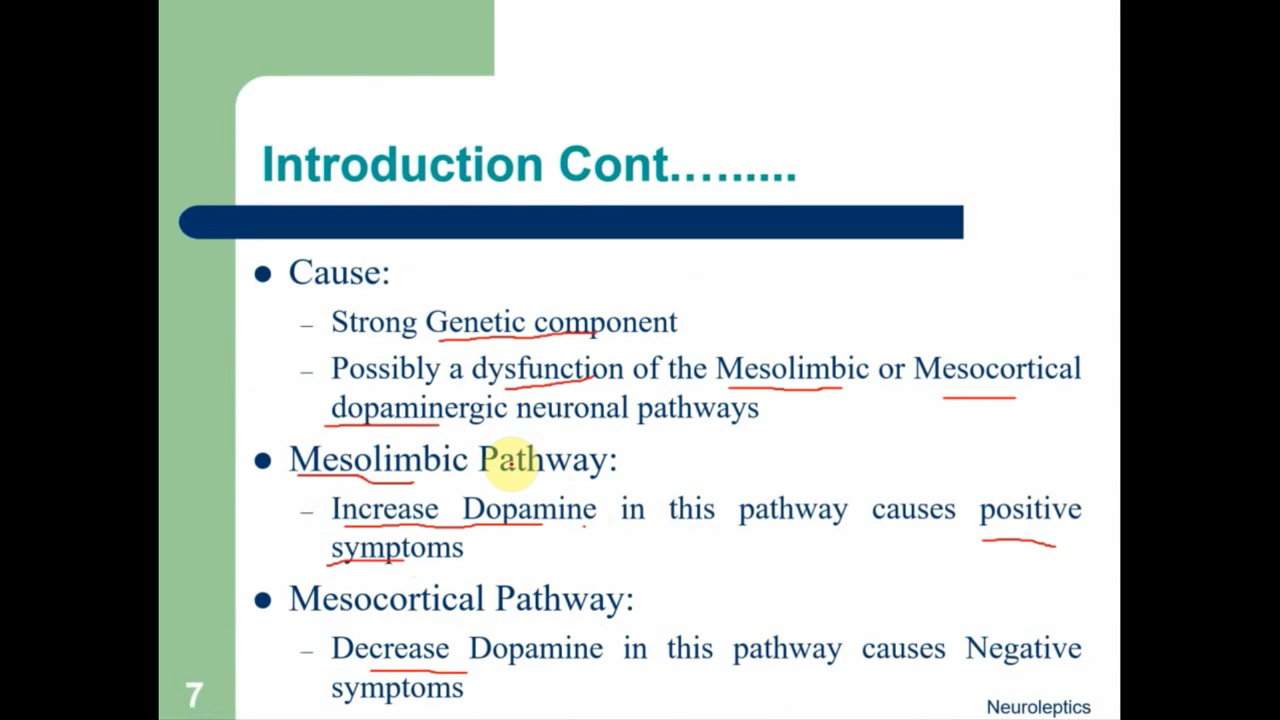 Introduction Cont.….....
Cause:
– Strong Genetic component
– Possibly a dysfunction of the Mesolimbic or Mesocortical
dopaminergic neuronal pathways
Mesolimbic Pathway:
– Increase Dopamine in this pathway causes positive
symptoms
Mesocortical Pathway:
– Decrease Dopamine in this pathway causes Negative
symptoms
7
Neuroleptics